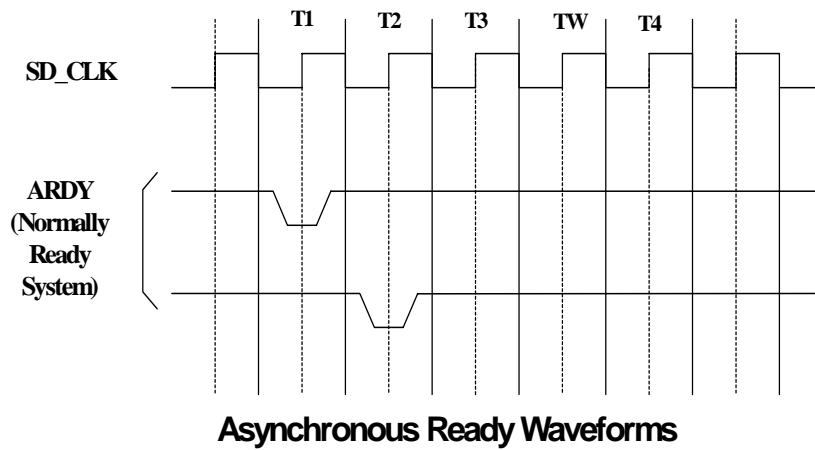 T1 T2 T3 TW T4
SD_CLK
ARDY
(Normally
Ready
System)
Asynchronous Ready Waveforms